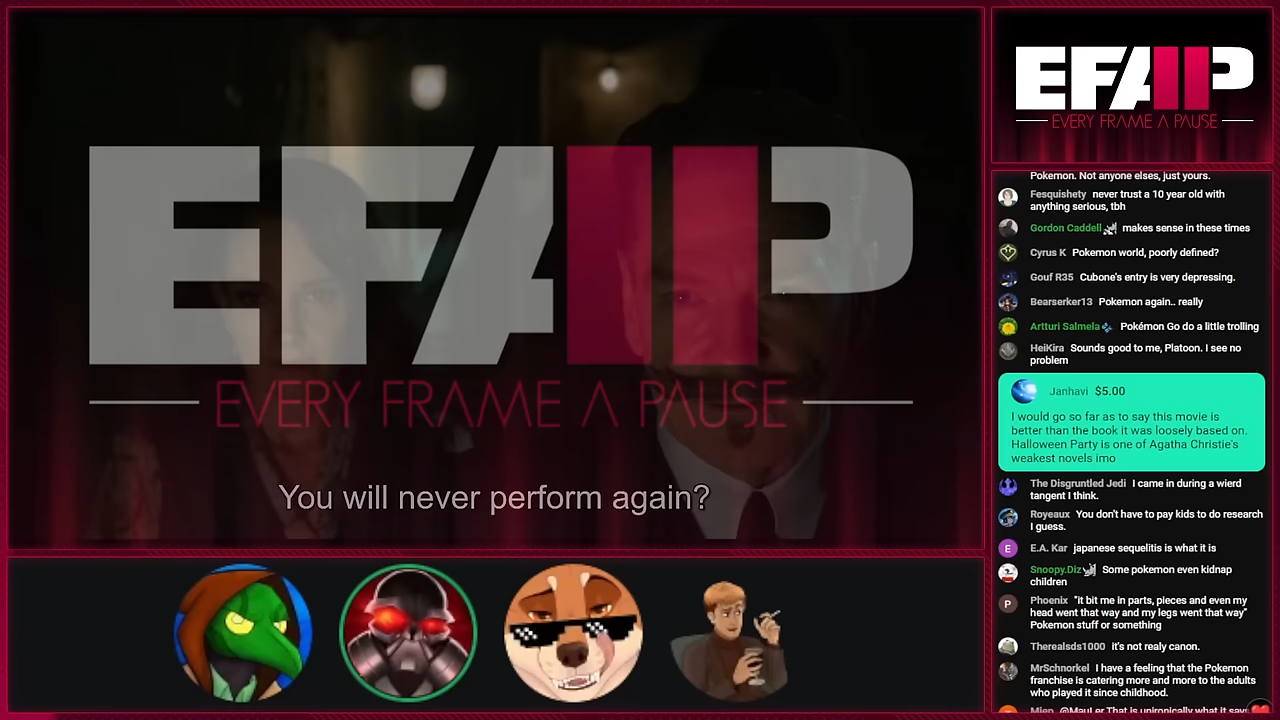 EFAP
EVERY FRAME A PAUSE
You will never perform again?
EFAP
EVERY FRAME A PAUSE
Pokemon. Not anyone elses, just yours.
Fesquishety never trust a 10 year old with
anything serious, tbh
Gordon Caddell makes sense in these times
Cyrus K Pokemon world, poorly defined?
Gouf R35 Cubone's entry is very depressing.
Bearserker13 Pokemon again.. really
Artturi Salmela Pokémon Go do a little trolling
HeiKira Sounds good to me, Platoon. I see no
problem
Janhavi $5.00
I would go so far as to say this movie is
better than the book it was loosely based on.
Halloween Party is one of Agatha Christie's
weakest novels imo
The Disgruntled Jedi I came in during a wierd
tangent I think.
Royeaux You don't have to pay kids to do research
I guess.
E
E.A. Kar japanese sequelitis is what it is
Snoopy.Diz Some pokemon even kidnap
children
P
Phoenix "it bit me in parts, pieces and even my
head went that way and my legs went that way"
Pokemon stuff or something
Therealsds1000 it's not realy canon.
MrSchnorkel I have a feeling that the Pokemon
franchise is catering more and more to the adults
who played it since childhood.
Mien @MauLer That is unironically what it says